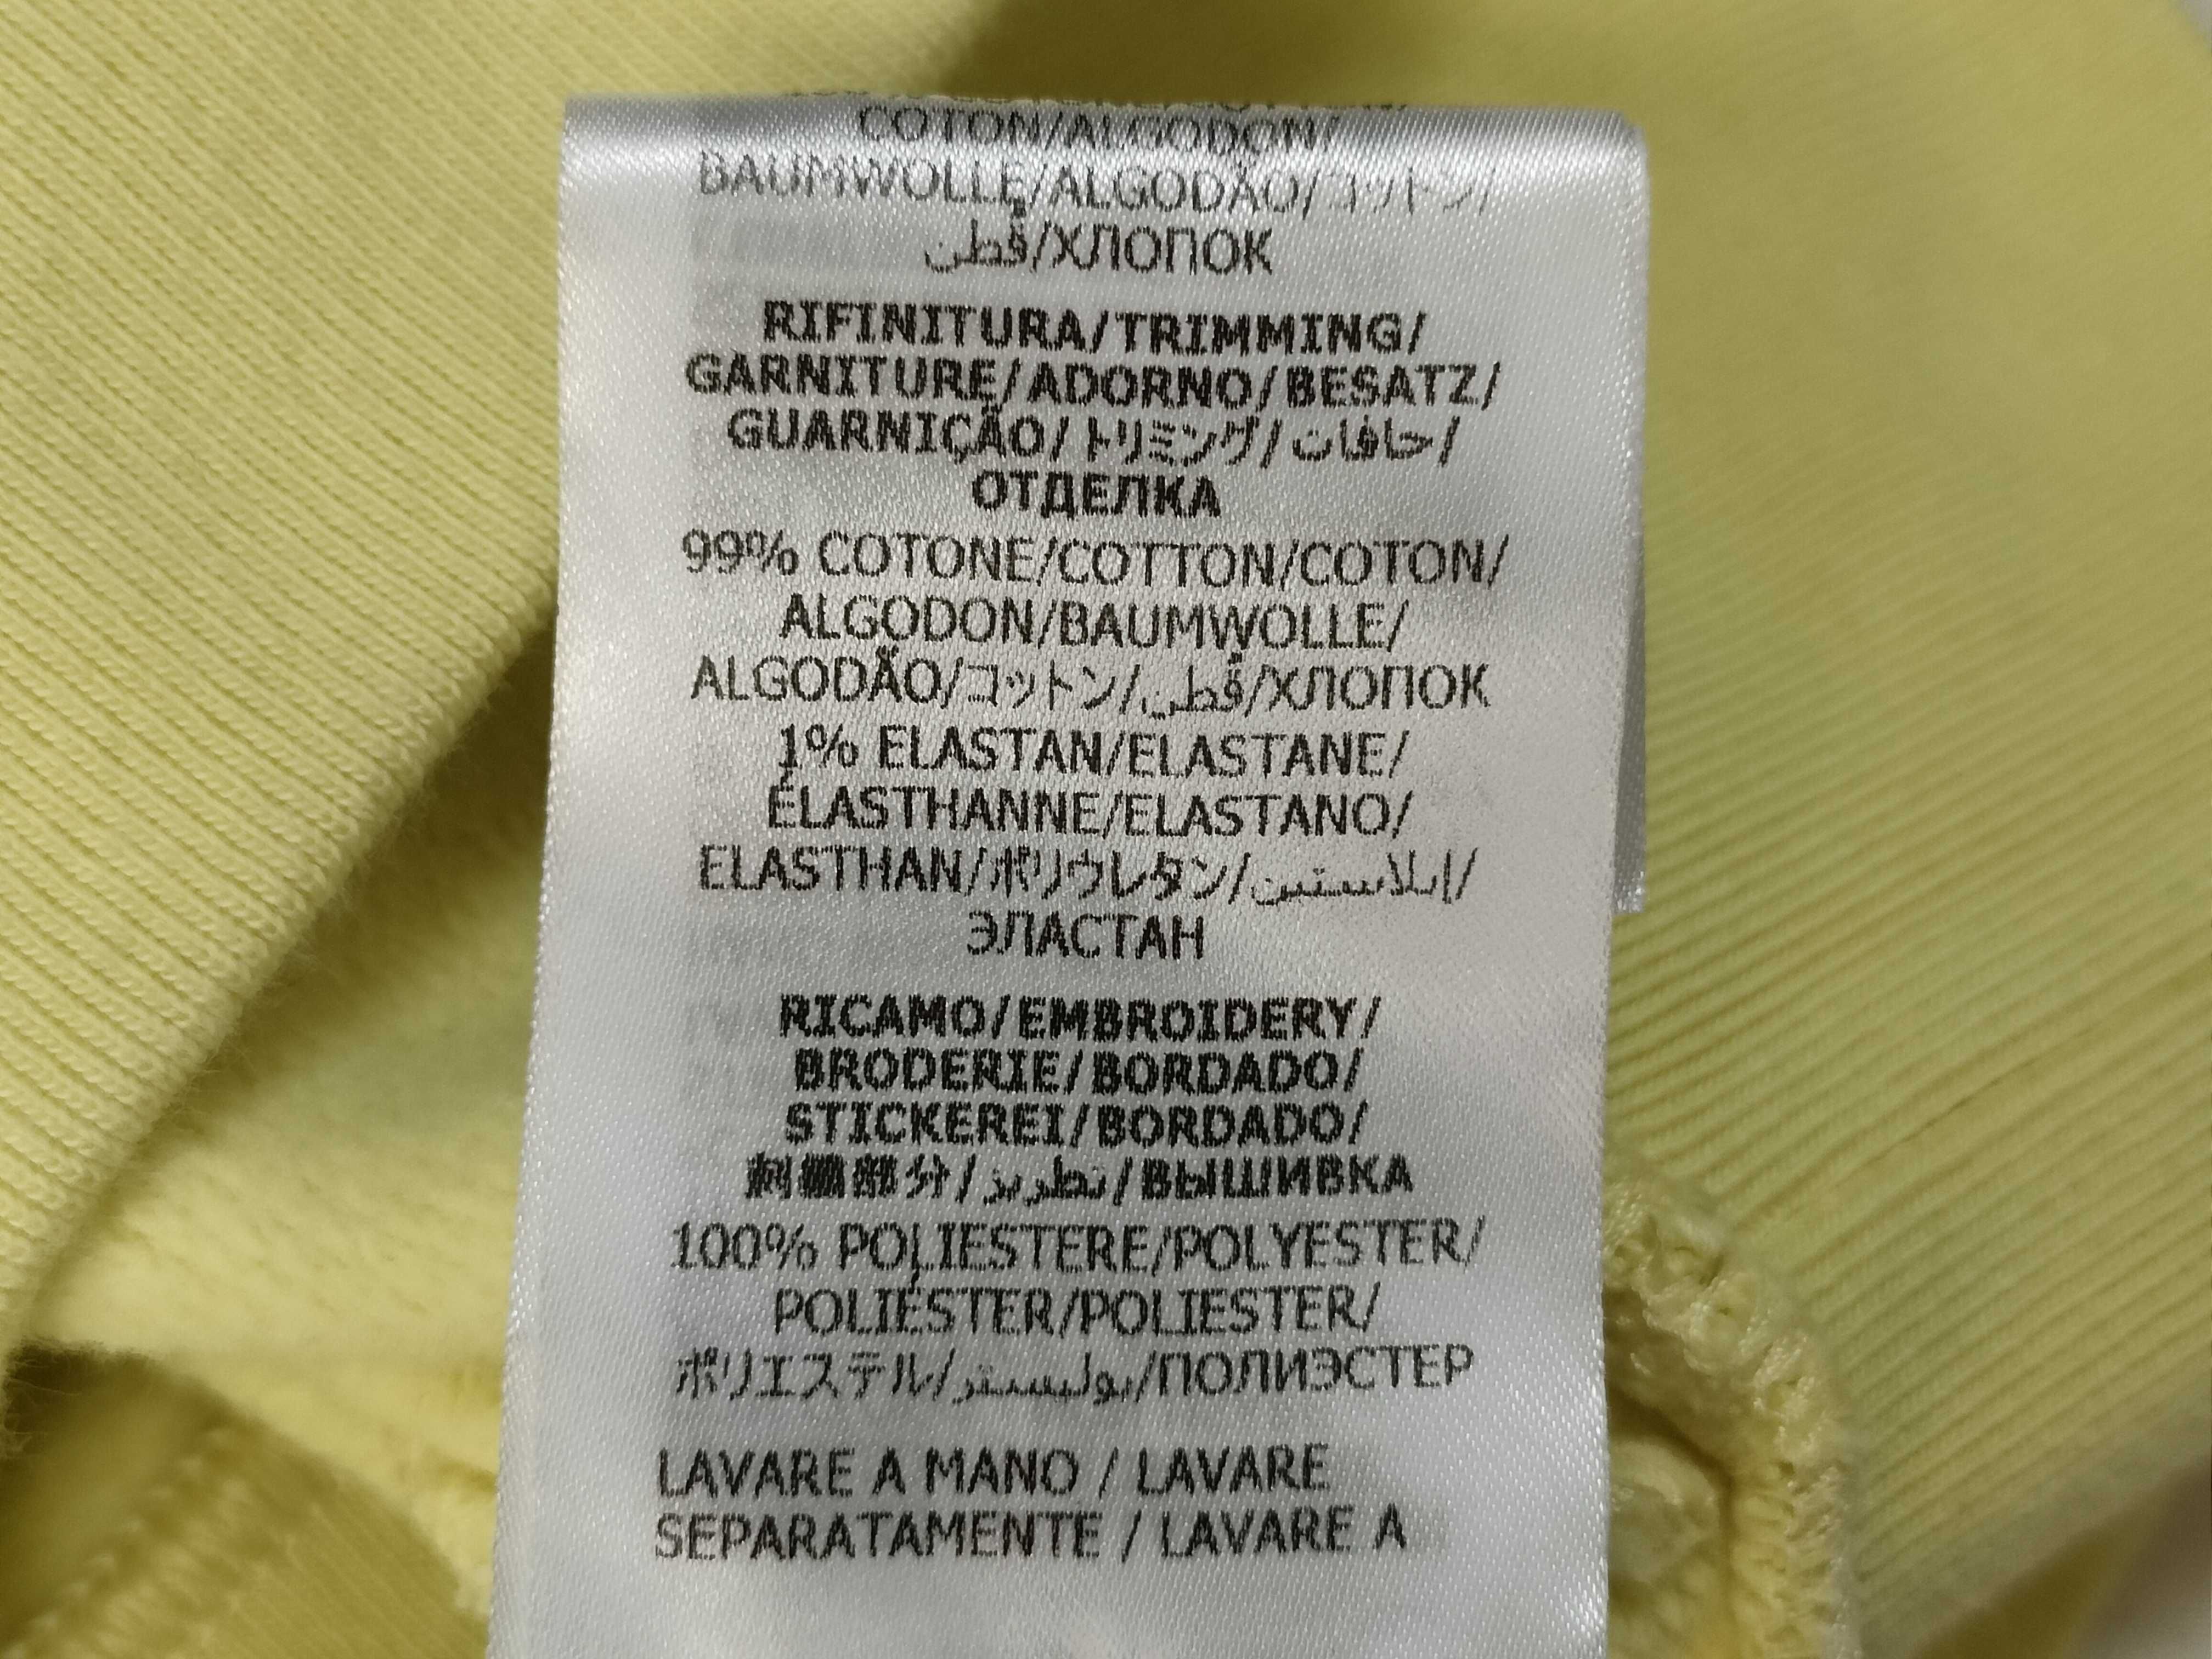 COTON/ALGODON/
BAUMWOLLE/ALGODÃO/コットン/
قطن/ХЛОПОК
RIFINITURA/TRIMMING/
GARNITURE/ADORNO/BESATZ/
GUARNIÇÃO/トリミング/حافات/
ОТДЕЛКА
99% COTONE/COTTON/COTON/
ALGODON/BAUMWOLLE/
ALGODÃO/コットン/قطن/ХЛОПОК
1% ELASTAN/ELASTANE/
ÉLASTHANNE/ELASTANO/
ELASTHAN/ポリウレタン/إيلاستين/
ЭЛАСТАН
RICAMO/EMBROIDERY/
BRODERIE/BORDADO/
STICKEREI/BORDADO/
刺繍部分/تطريز/ВЫШИВКА
100% POLIESTERE/POLYESTER/
POLIÉSTER/POLIESTER/
ポリエステル/بوليستر/ПОЛИЭСТЕР
LAVARE A MANO / LAVARE
SEPARATAMENTE / LAVARE A